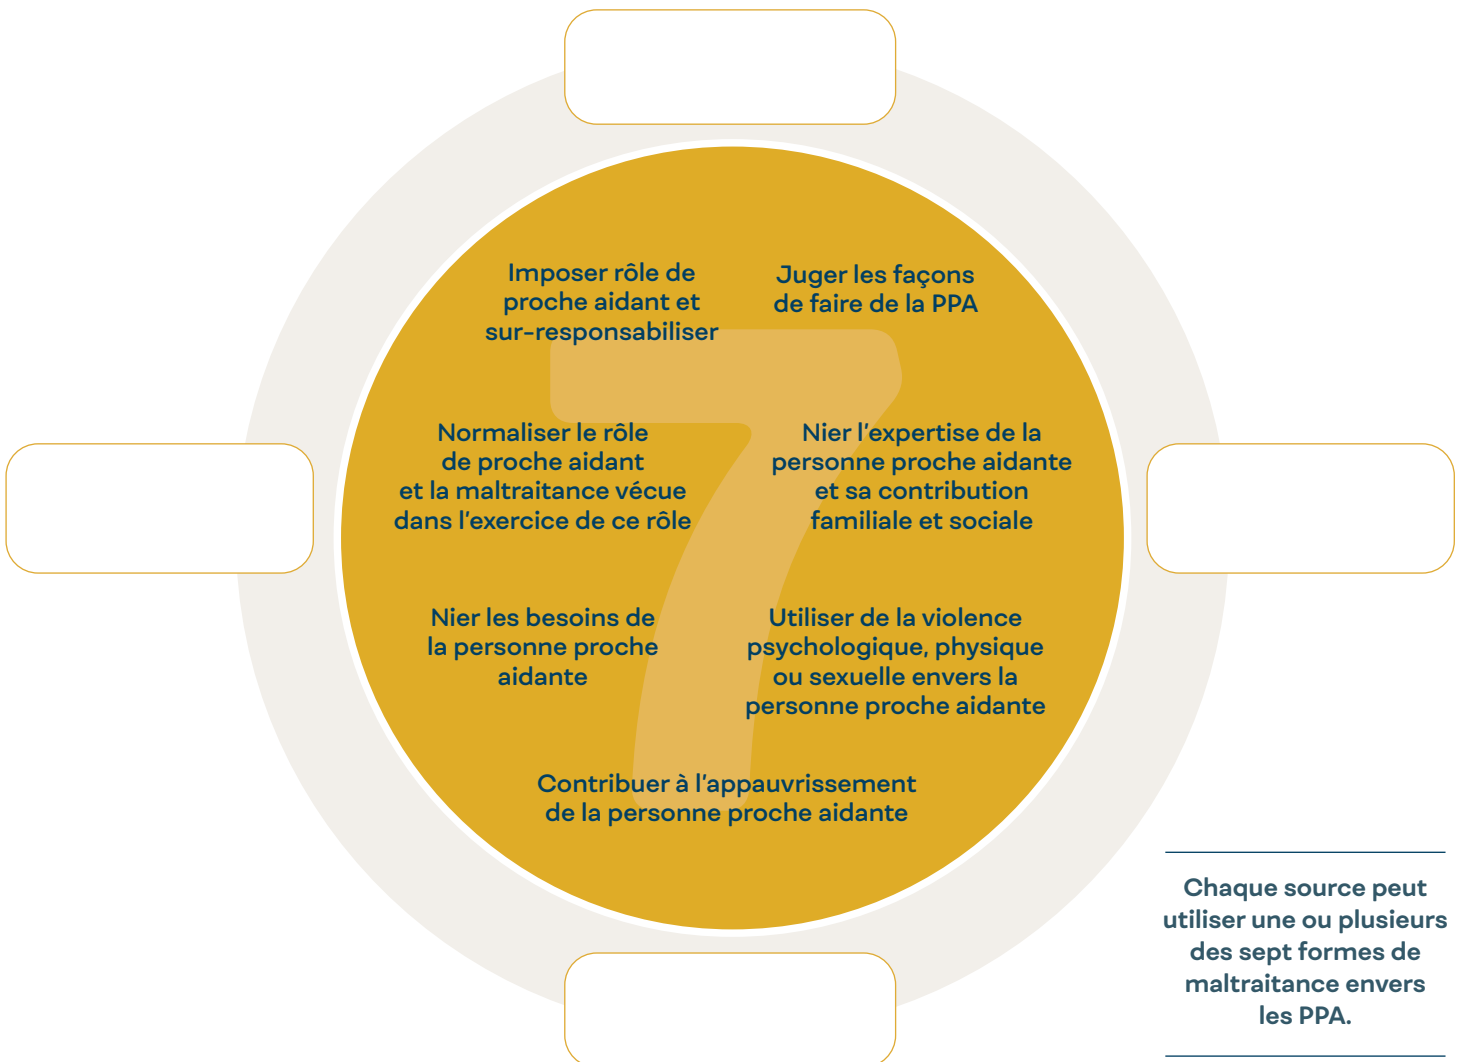 Imposer rôle de
proche aidant et
sur-responsabiliser
Juger les façons
de faire de la PPA
7
Normaliser le rôle
de proche aidant
et la maltraitance vécue
dans l'exercice de ce rôle
Nier l'expertise de la
personne proche aidante
et sa contribution
familiale et sociale
Nier les besoins de
la personne proche
aidante
Utiliser de la violence
psychologique, physique
ou sexuelle envers la
personne proche aidante
Contribuer à l'appauvrissement
de la personne proche aidante
Chaque source peut
utiliser une ou plusieurs
des sept formes de
maltraitance envers
les PPA.